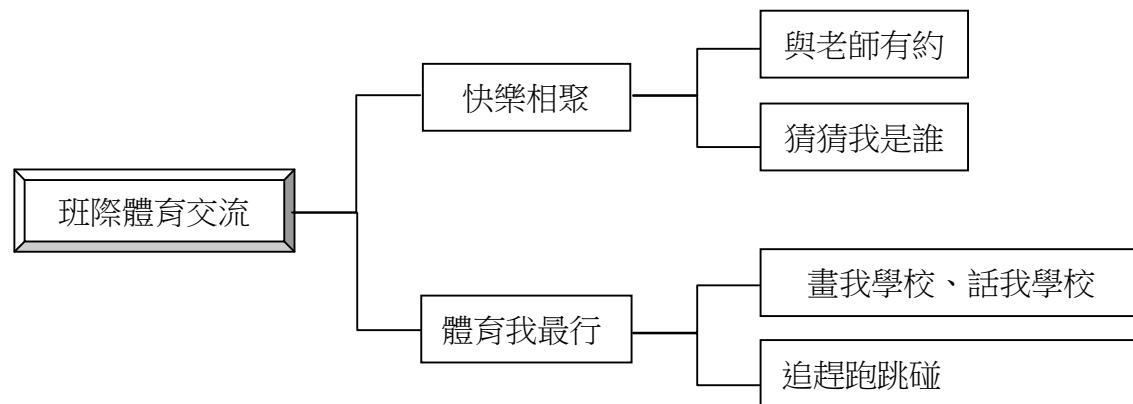 班際體育交流
快樂相聚
與老師有約
猜猜我是誰
體育我最行
畫我學校、話我學校
追趕跑跳碰